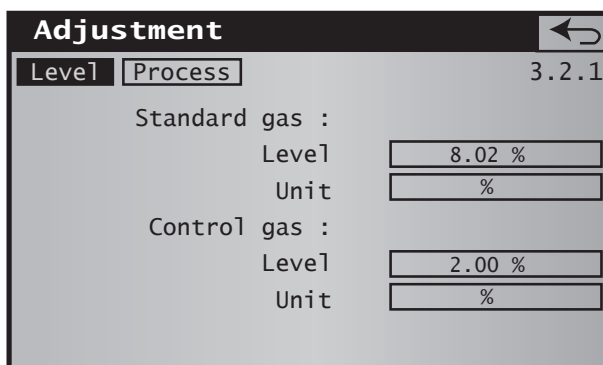 Adjustment
Level Process 3.2.1
Standard gas :
Level 8.02 %
Unit %
Control gas :
Level 2.00 %
Unit %